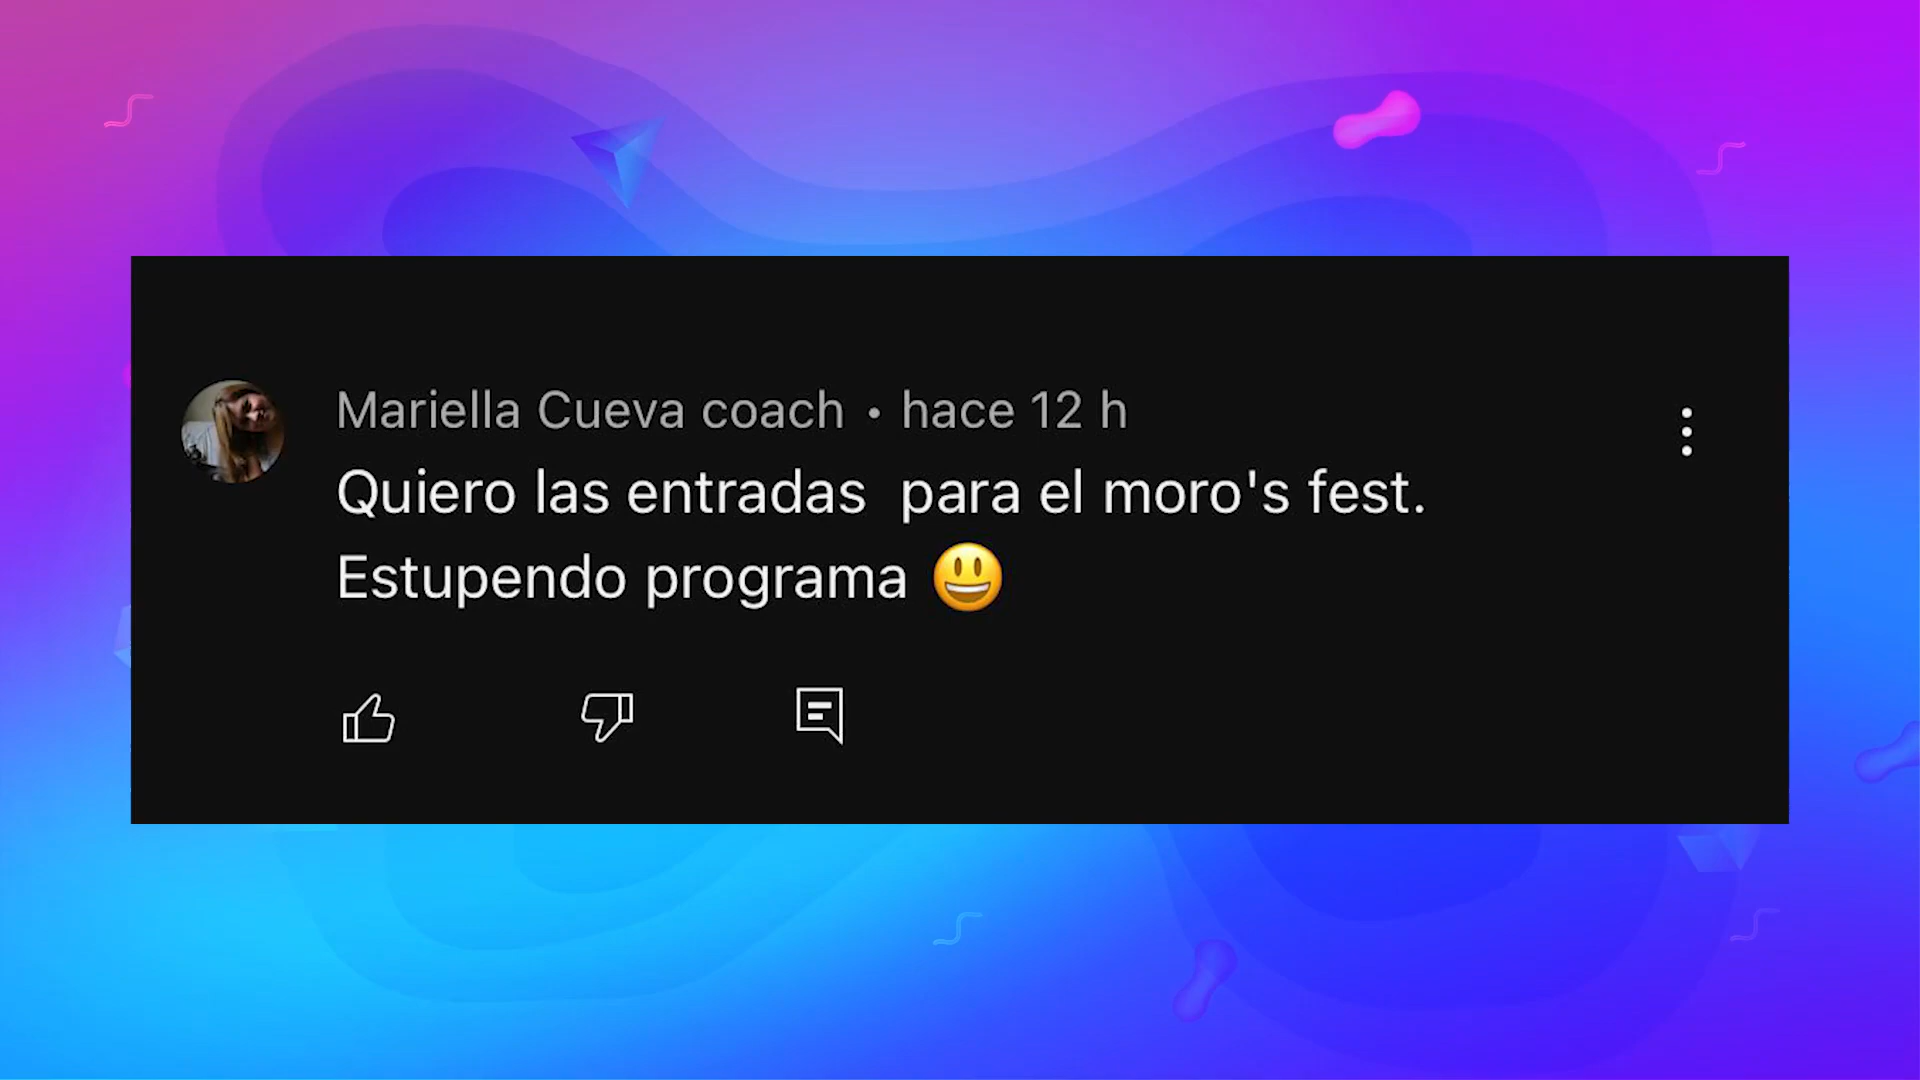 Mariella Cueva coach • hace 12 h
Quiero las entradas  para el moro's fest.
Estupendo programa 😃